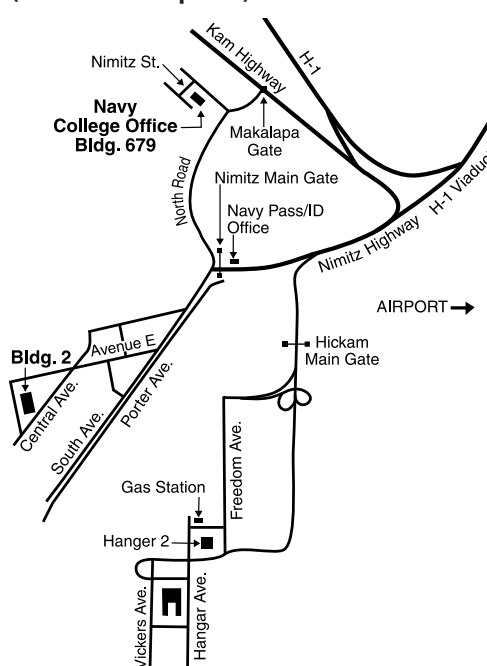 Kam Highway
H-1
Nimitz St.
Navy
College Office
Bldg. 679
Makalapa
Gate
North Road
Nimitz Main Gate
Navy Pass/ID
Office
H-1 Viaduct
Nimitz Highway
AIRPORT
Avenue E
Hickam
Main Gate
Bldg. 2
Central Ave.
South Ave.
Porter Ave.
Freedom Ave.
Gas Station
Hanger 2
Vickers Ave.
Hangar Ave.